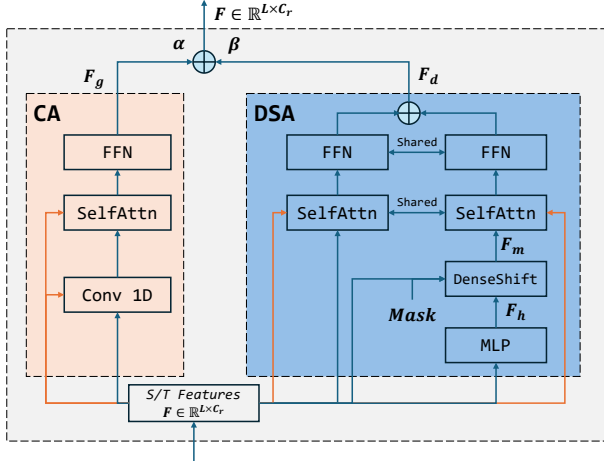 F ∈ ℝ^{L×C_r}
α
β
F_g
F_d
CA
DSA
FFN
FFN
Shared
FFN
SelfAttn
SelfAttn
Shared
SelfAttn
F_m
Conv 1D
DenseShift
Mask
F_h
MLP
S/T Features
F ∈ ℝ^{L×C_r}